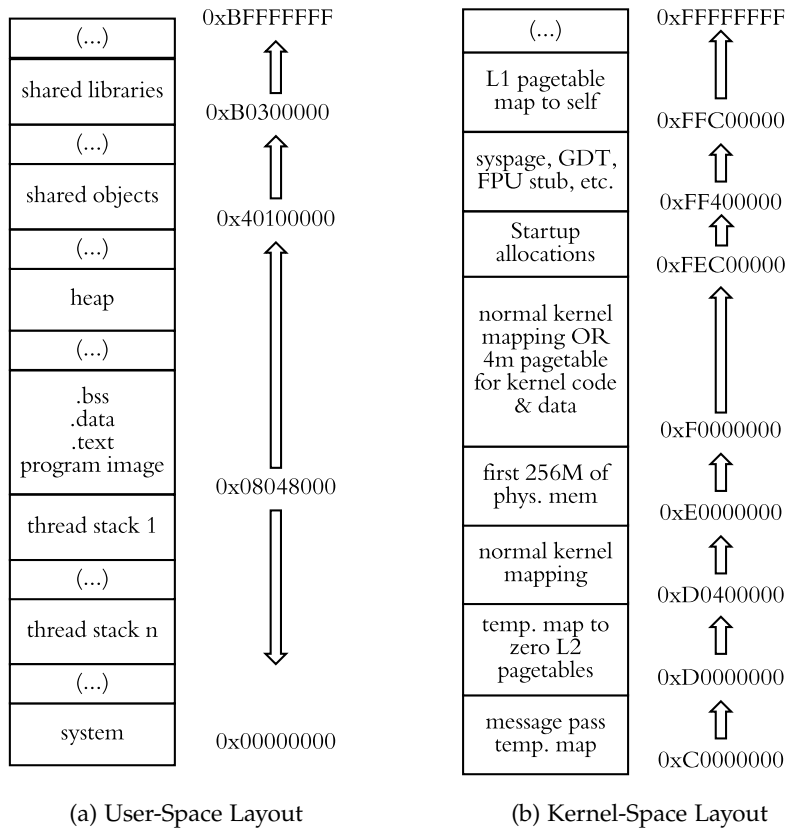 0xBFFFFFFF
(...)
shared libraries
0xB0300000
(...)
shared objects
0x40100000
(...)
heap
(...)
.bss
.data
.text
program image
0x08048000
thread stack 1
(...)
thread stack n
(...)
system
0x00000000
(a) User-Space Layout
0xFFFFFFFF
(...)
L1 pagetable
map to self
0xFFC00000
syspage, GDT,
FPU stub, etc.
0xFF400000
Startup
allocations
0xFEC00000
normal kernel
mapping OR
4m pagetable
for kernel code
& data
0xF0000000
first 256M of
phys. mem
0xE0000000
normal kernel
mapping
0xD0400000
temp. map to
zero L2
pagetables
0xD0000000
message pass
temp. map
0xC0000000
(b) Kernel-Space Layout